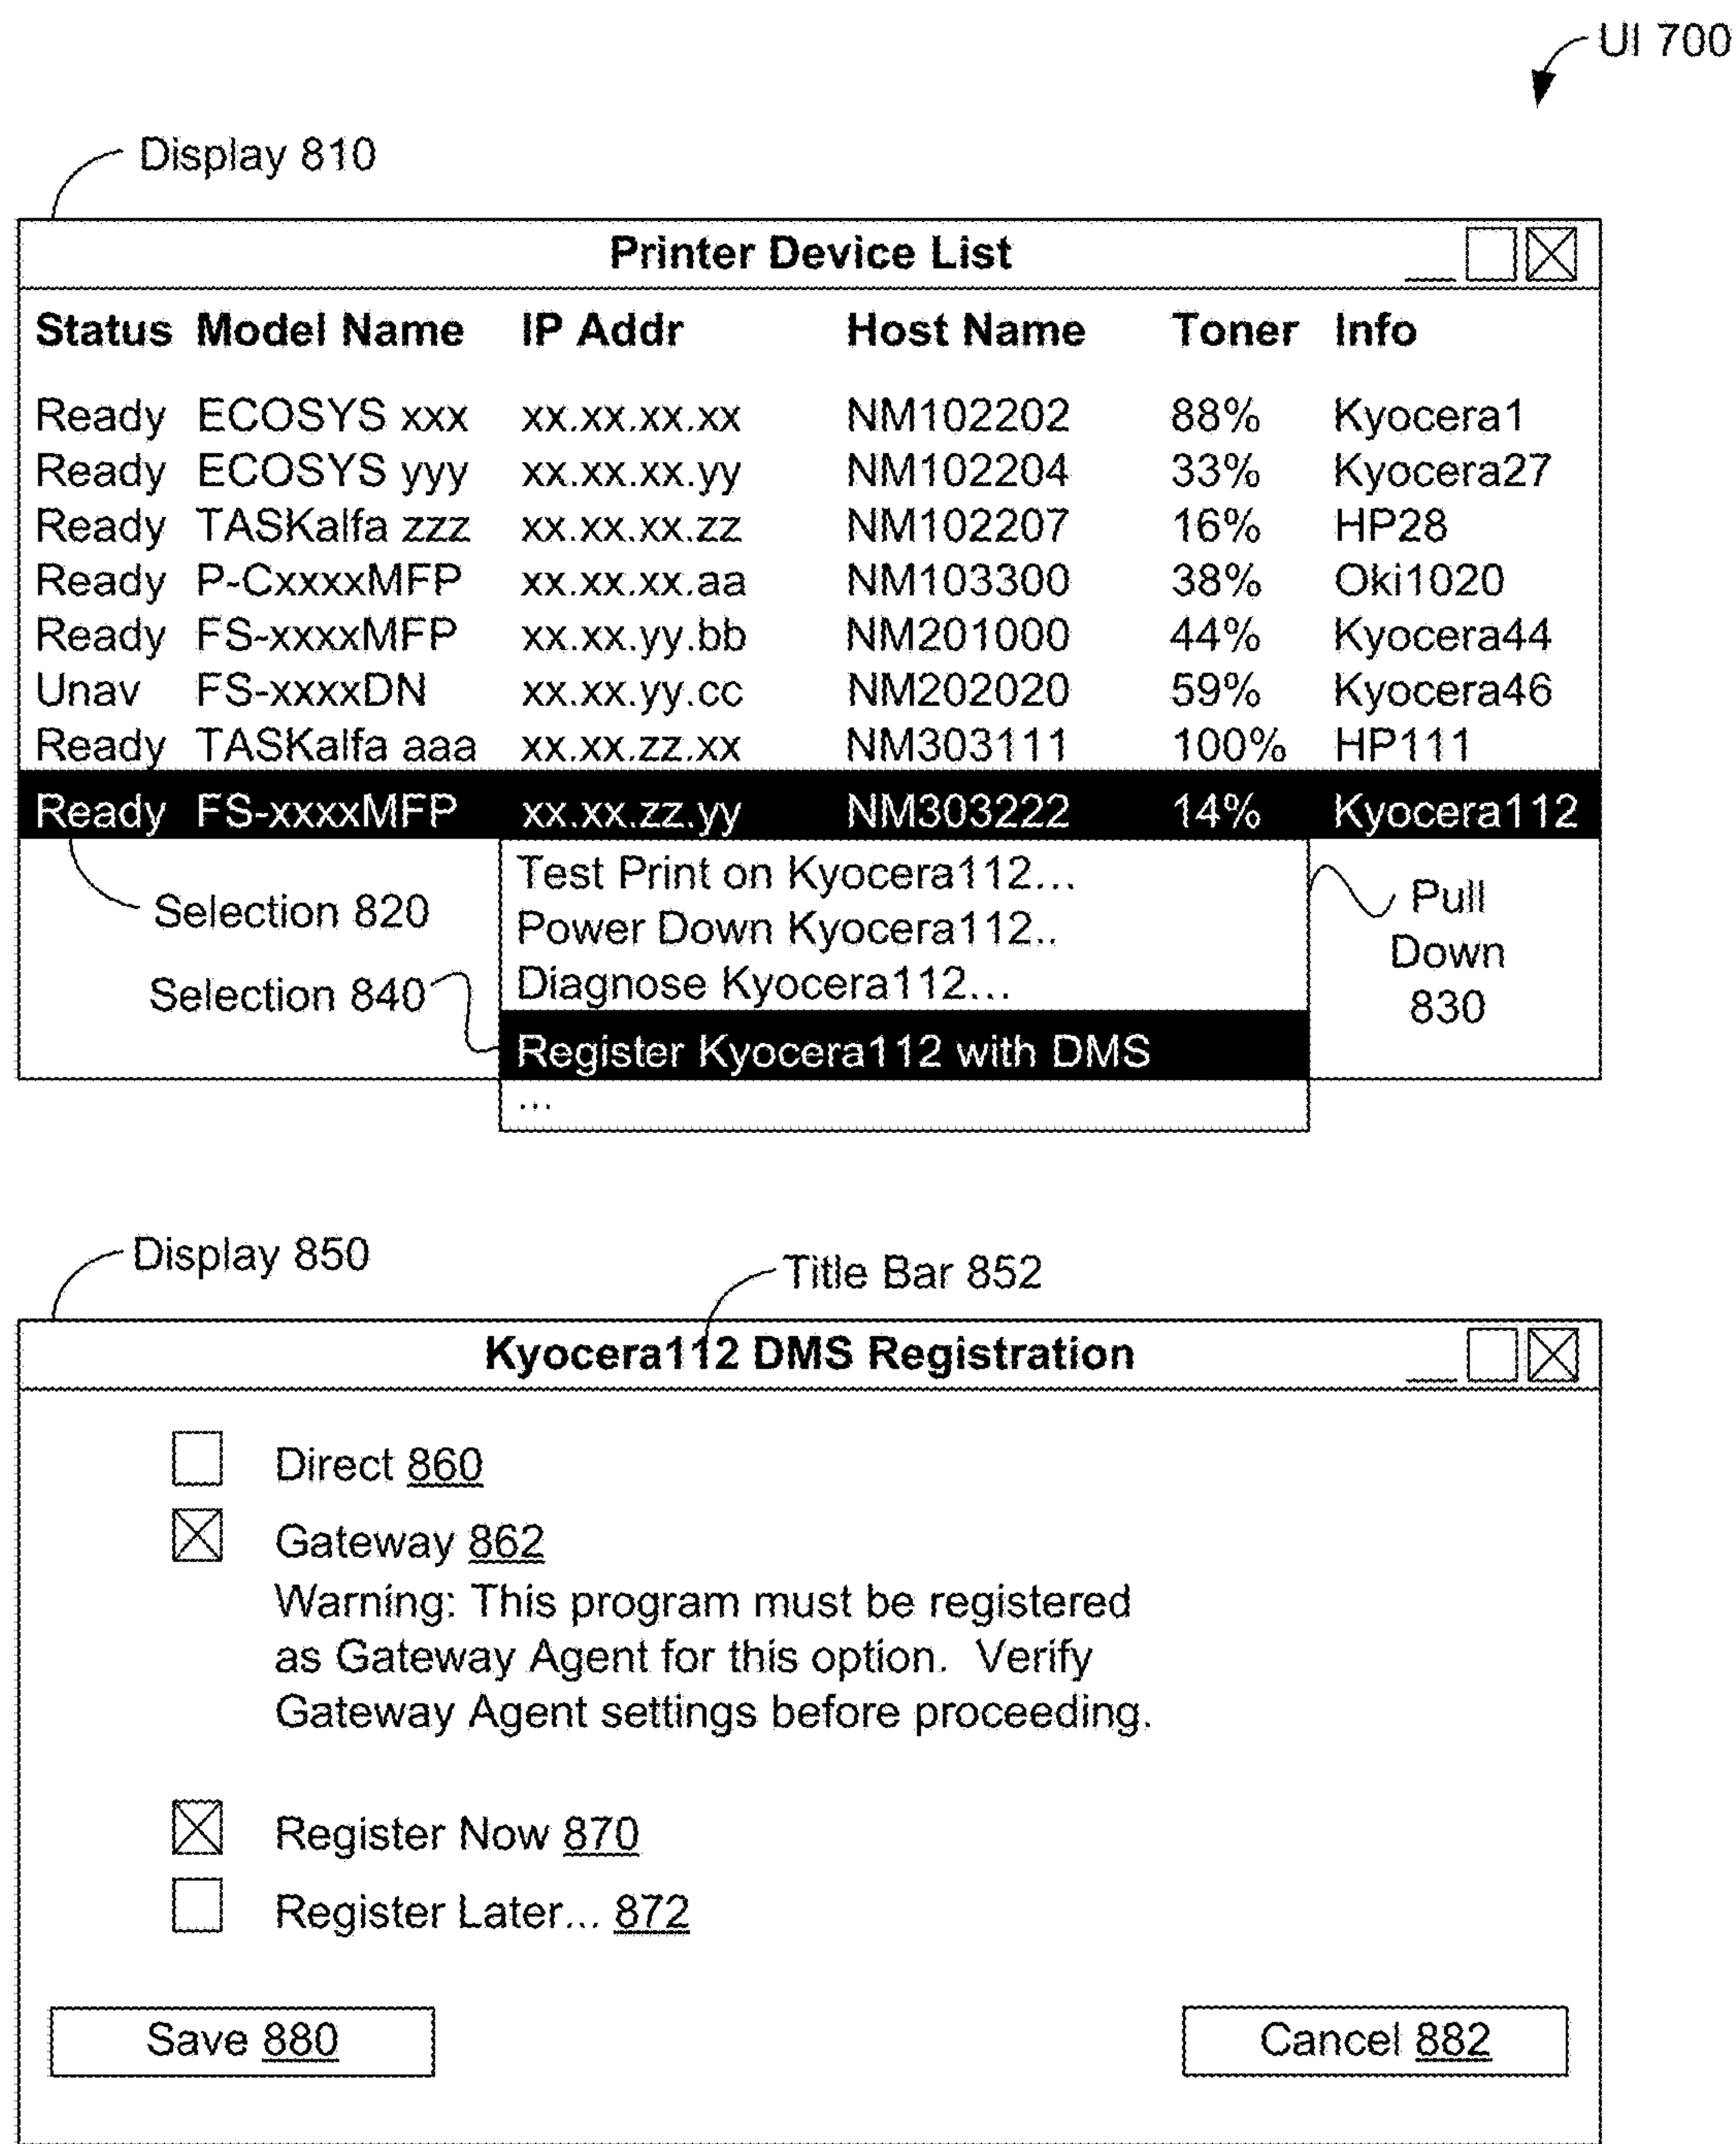 UI 700
Display 810
Printer Device List
Status Model Name IP Addr Host Name Toner Info
Ready ECOSYS xxx xx.xx.xx.xx NM102202 88% Kyocera1
Ready ECOSYS yyy xx.xx.xx.yy NM102204 33% Kyocera27
Ready TASKalfa zzz xx.xx.xx.zz NM102207 16% HP28
Ready P-CxxxxMFP xx.xx.xx.aa NM103300 38% Oki1020
Ready FS-xxxxMFP xx.xx.yy.bb NM201000 44% Kyocera44
Unav FS-xxxxDN xx.xx.yy.cc NM202020 59% Kyocera46
Ready TASKalfa aaa xx.xx.zz.xx NM303111 100% HP111
Ready FS-xxxxMFP xx.xx.zz.yy NM303222 14% Kyocera112
Test Print on Kyocera112...
Power Down Kyocera112..
Diagnose Kyocera112...
Register Kyocera112 with DMS
...
Selection 820
Selection 840
Pull
Down
830
Display 850
Title Bar 852
Kyocera112 DMS Registration
Direct 860
Gateway 862
Warning: This program must be registered
as Gateway Agent for this option. Verify
Gateway Agent settings before proceeding.
Register Now 870
Register Later... 872
Save 880
Cancel 882